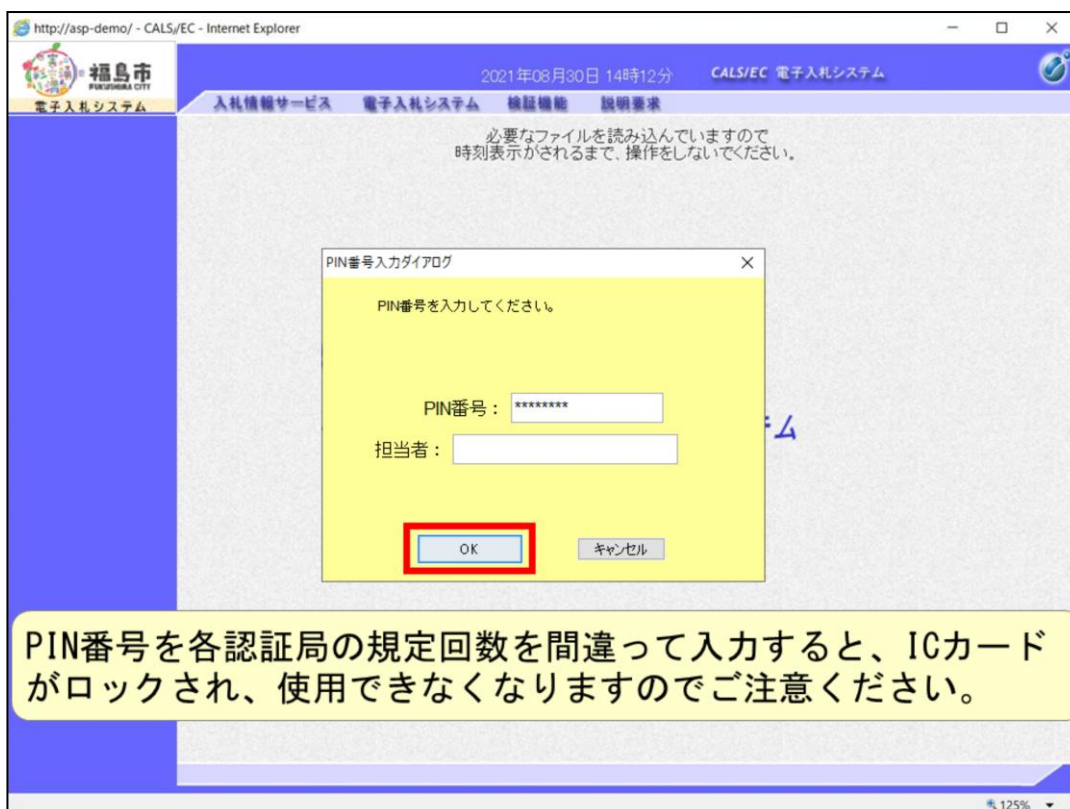 http://asp-demo/ - CALS/EC - Internet Explorer
福島市
FUKUSHIMA CITY
2021年08月30日 14時12分
CALS/EC 電子入札システム
電子入札システム
入札情報サービス 電子入札システム 検証機能 説明要求
必要なファイルを読み込んでいますので
時刻表示がされるまで、操作をしないでください。
PIN番号入力ダイアログ
PIN番号を入力してください。
PIN番号： ********
担当者：
ム
OK キャンセル
PIN番号を各認証局の規定回数を間違って入力すると、ICカード
がロックされ、使用できなくなりますのでご注意ください。
125%